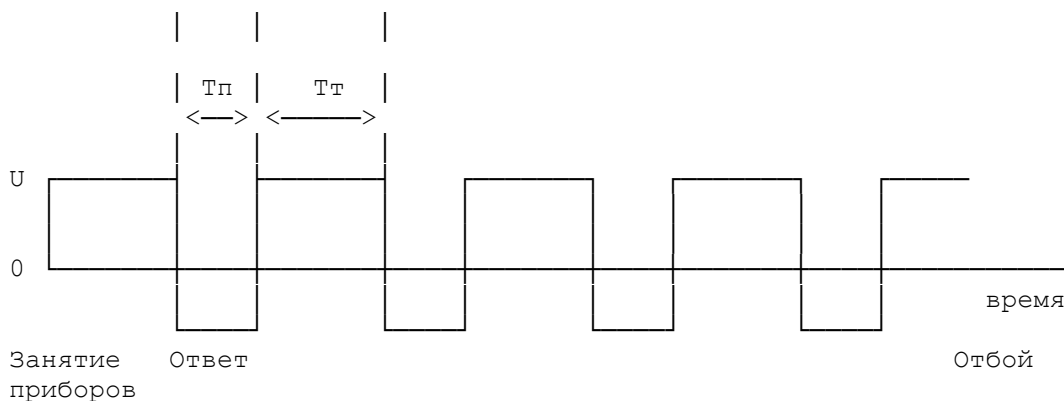 Тп Тт
U
0
время
Занятие Ответ Отбой
приборов